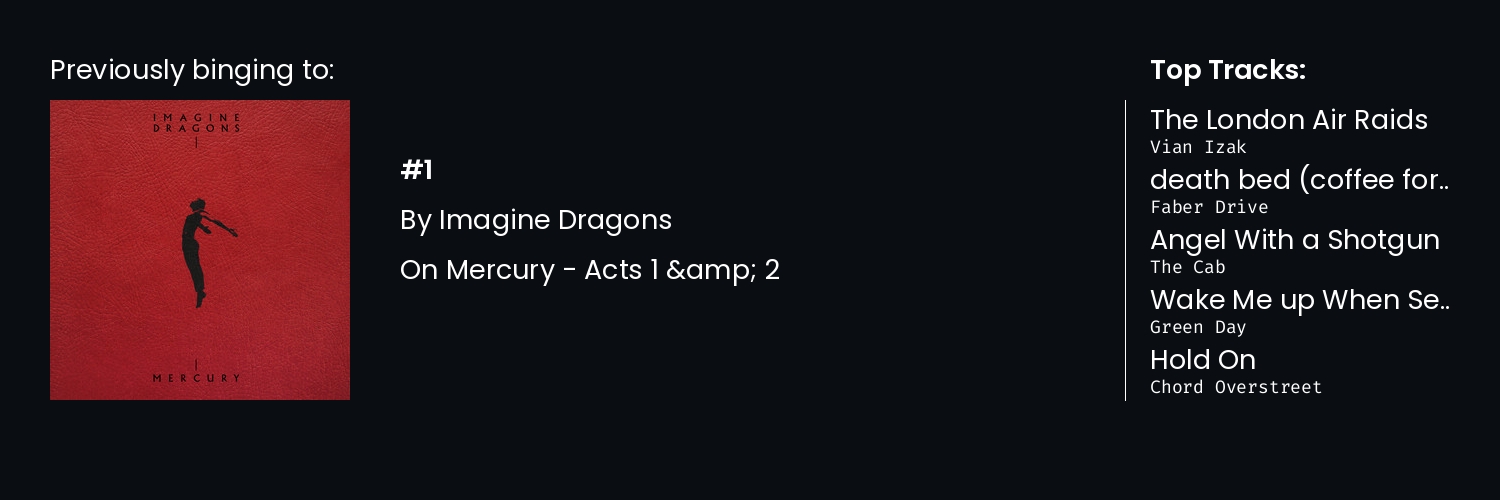 Previously binging to:
IMAGINE
DRAGONS
MERCURY
#1
By Imagine Dragons
On Mercury - Acts 1 &amp; 2
Top Tracks:
The London Air Raids
Vian Izak
death bed (coffee for..
Faber Drive
Angel With a Shotgun
The Cab
Wake Me up When Se..
Green Day
Hold On
Chord Overstreet